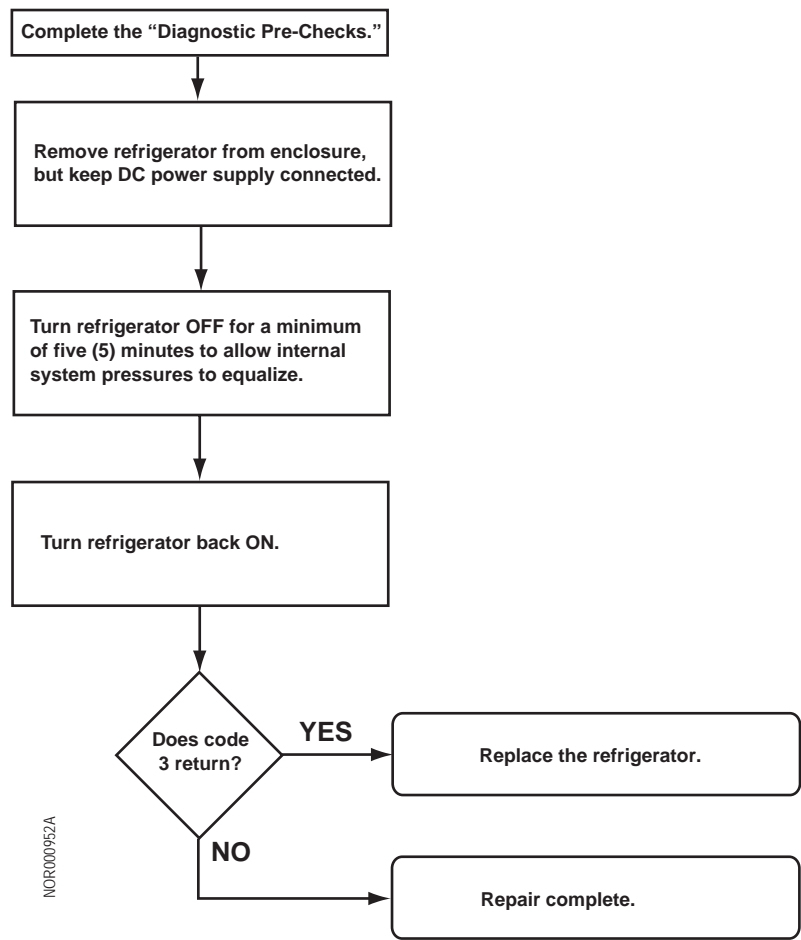 Complete the “Diagnostic Pre-Checks.”
Remove refrigerator from enclosure,
but keep DC power supply connected.
Turn refrigerator OFF for a minimum
of five (5) minutes to allow internal
system pressures to equalize.
Turn refrigerator back ON.
Does code
3 return?
YES
Replace the refrigerator.
NO
Repair complete.
NOR000952A